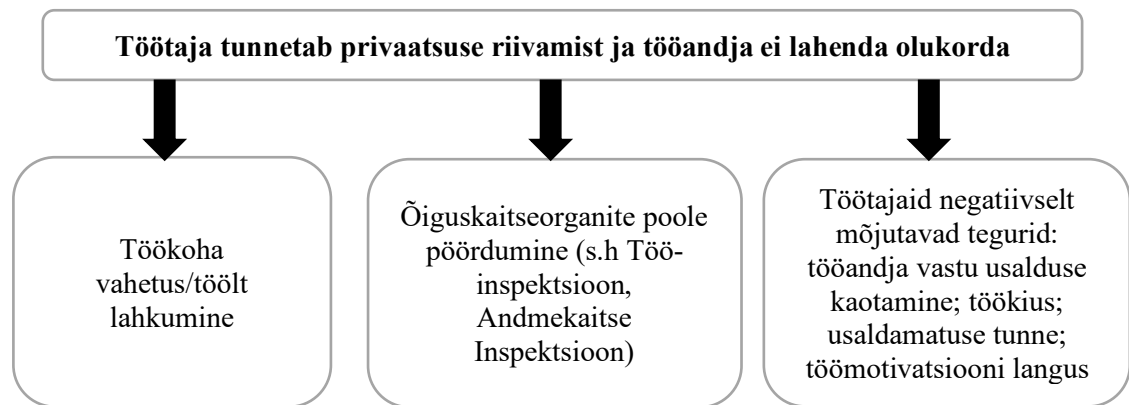 Töötaja tunnetab privaatsuse riivamist ja tööandja ei lahenda olukorda
Töökoha
vahetus/töölt
lahkumine
Õiguskaitseorganite poole
pöördumine (s.h Töö-
inspektsioon,
Andmekaitse
Inspektsioon)
Töötajaid negatiivselt
mõjutavad tegurid:
tööandja vastu usalduse
kaotamine; töökius;
usaldamatuse tunne;
töömotivatsiooni langus